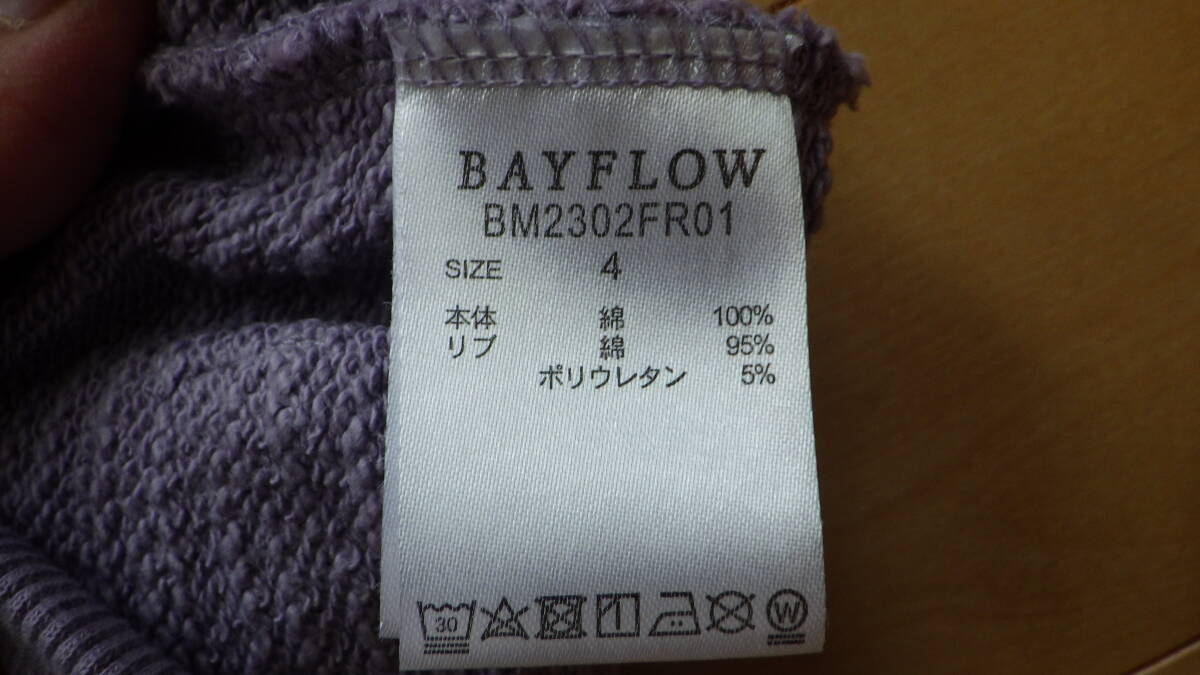 BAYFLOW
BM2302FR01
SIZE 4
本体 綿 100%
リブ 綿 95%
ポリウレタン 5%
30 W